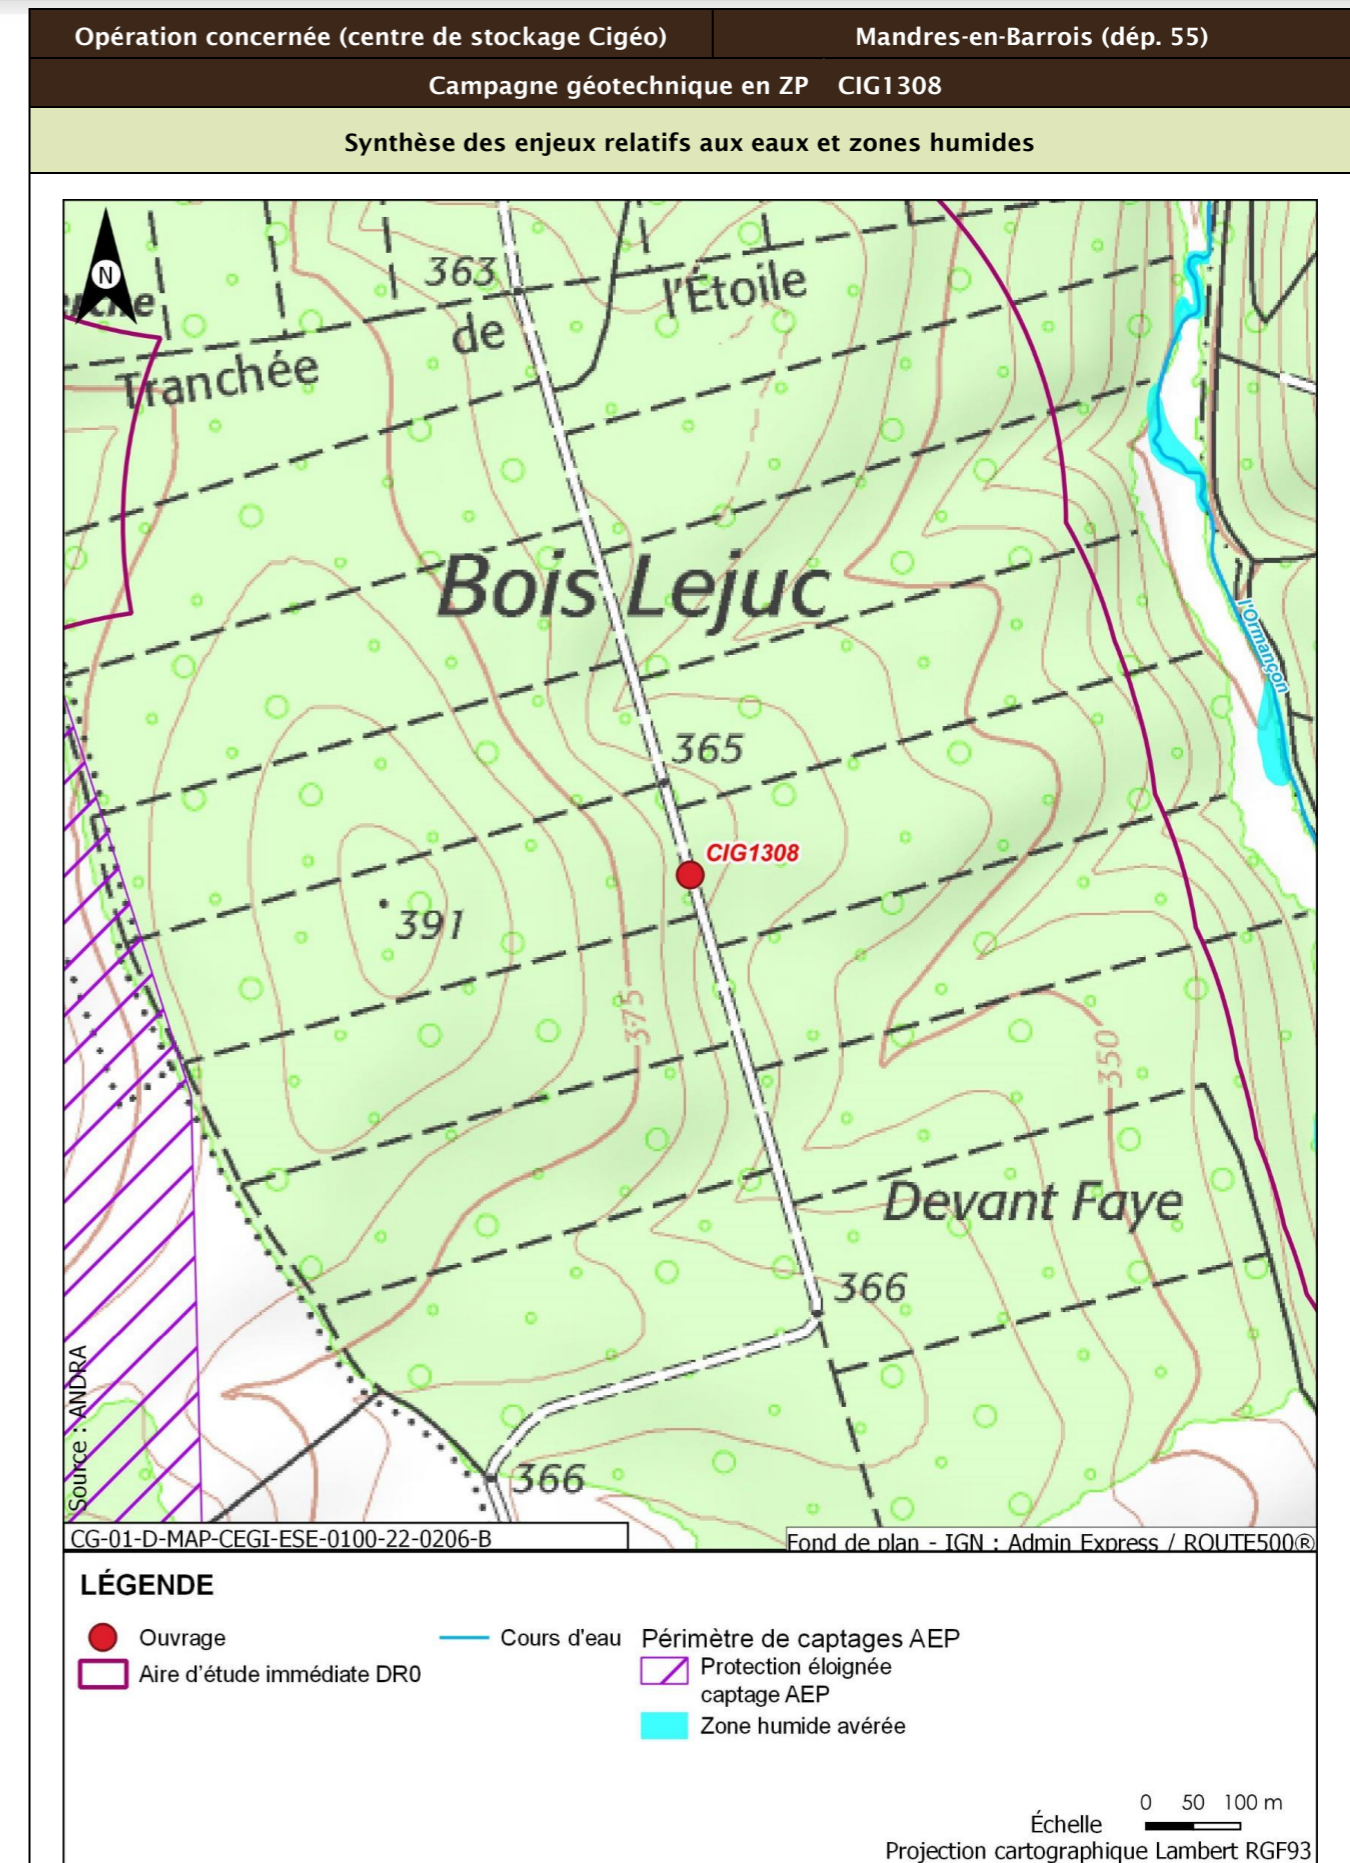 Opération concernée (centre de stockage Cigéo)
Mandres-en-Barrois (dép. 55)
Campagne géotechnique en ZP CIG1308
Synthèse des enjeux relatifs aux eaux et zones humides
N
363
l'Étoile
de
Tranchée
Bois Lejuc
l'Ormançon
365
CIG1308
391
375
350
Devant Faye
366
366
Source : ANDRA
CG-01-D-MAP-CEGI-ESE-0100-22-0206-B
Fond de plan - IGN : Admin Express / ROUTE500®
LÉGENDE
Ouvrage
Aire d'étude immédiate DR0
Cours d'eau
Périmètre de captages AEP
Protection éloignée
captage AEP
Zone humide avérée
0 50 100 m
Échelle
Projection cartographique Lambert RGF93